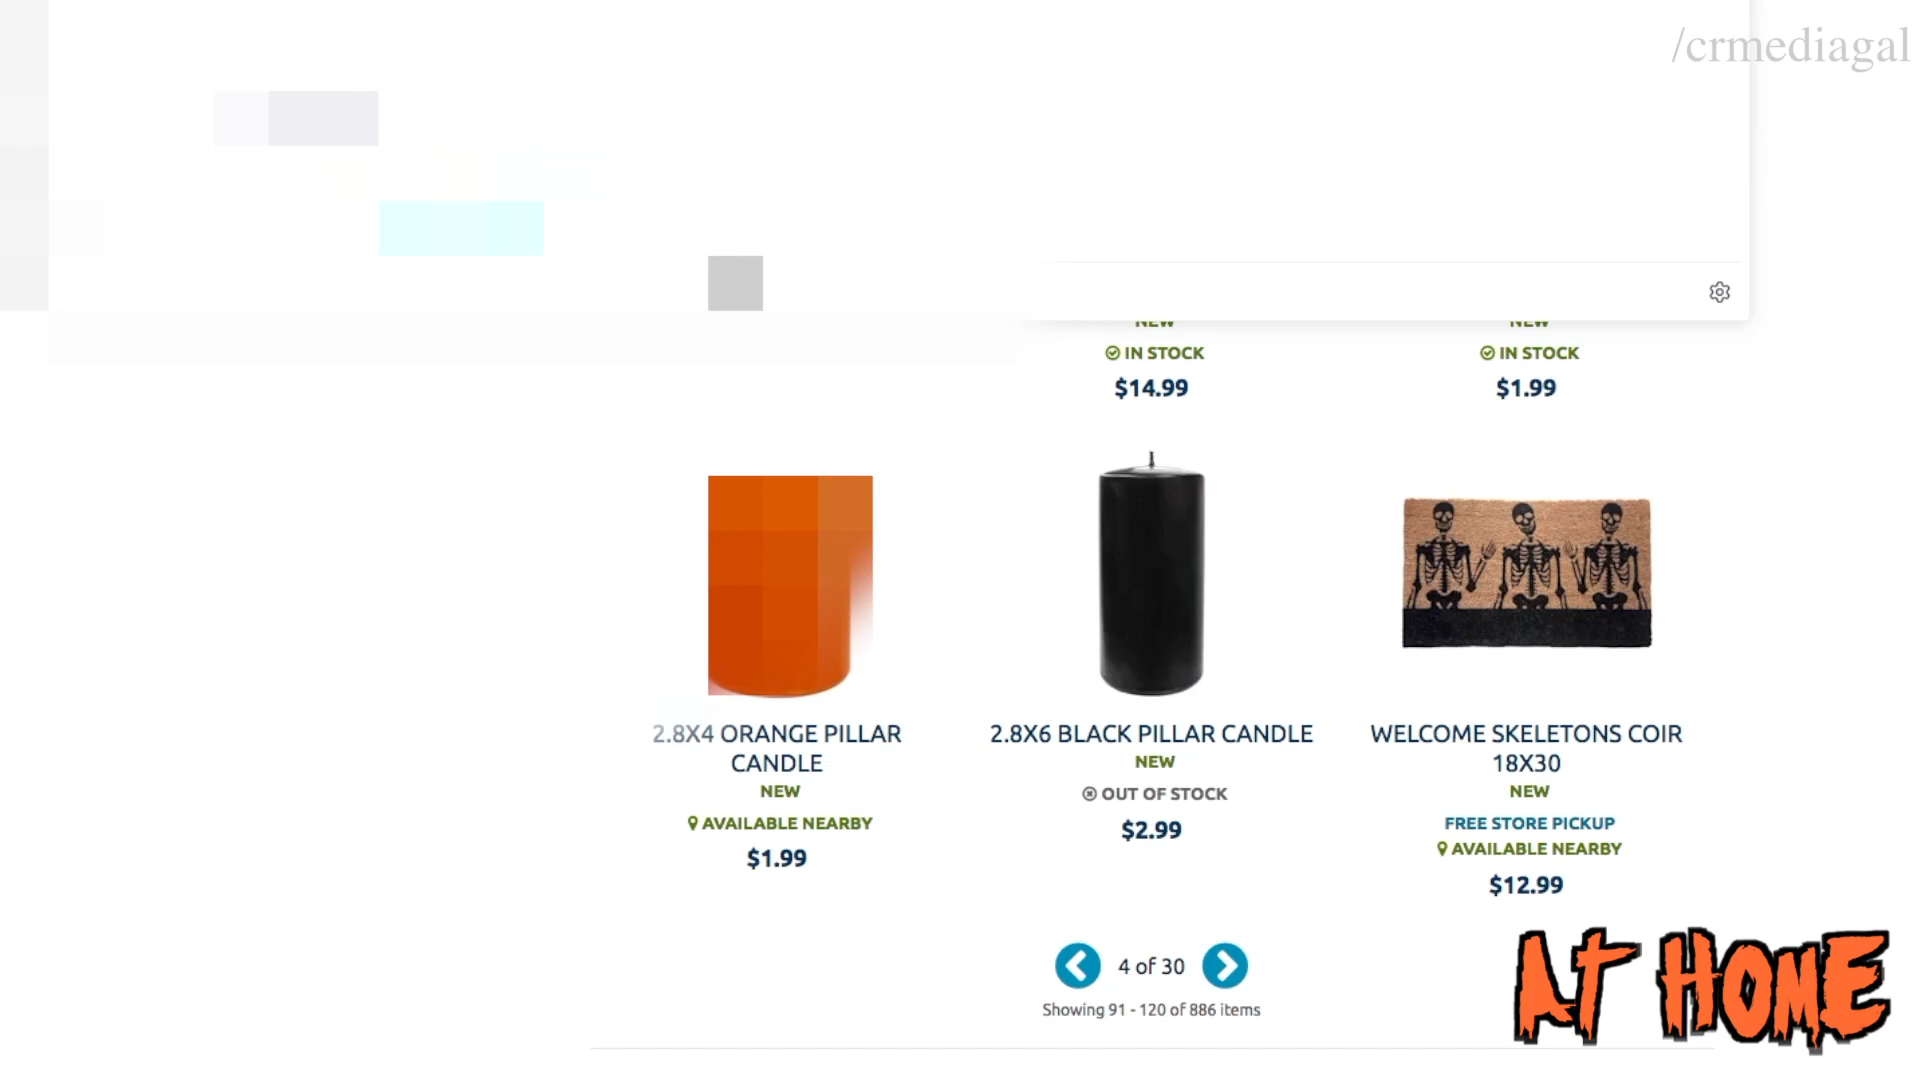 /crmediagal
NEW
NEW
IN STOCK
IN STOCK
$14.99
$1.99
2.8X4 ORANGE PILLAR
CANDLE
NEW
AVAILABLE NEARBY
$1.99
2.8X6 BLACK PILLAR CANDLE
NEW
OUT OF STOCK
$2.99
WELCOME SKELETONS COIR
18X30
NEW
FREE STORE PICKUP
AVAILABLE NEARBY
$12.99
4 of 30
Showing 91 - 120 of 886 items
AT HOME